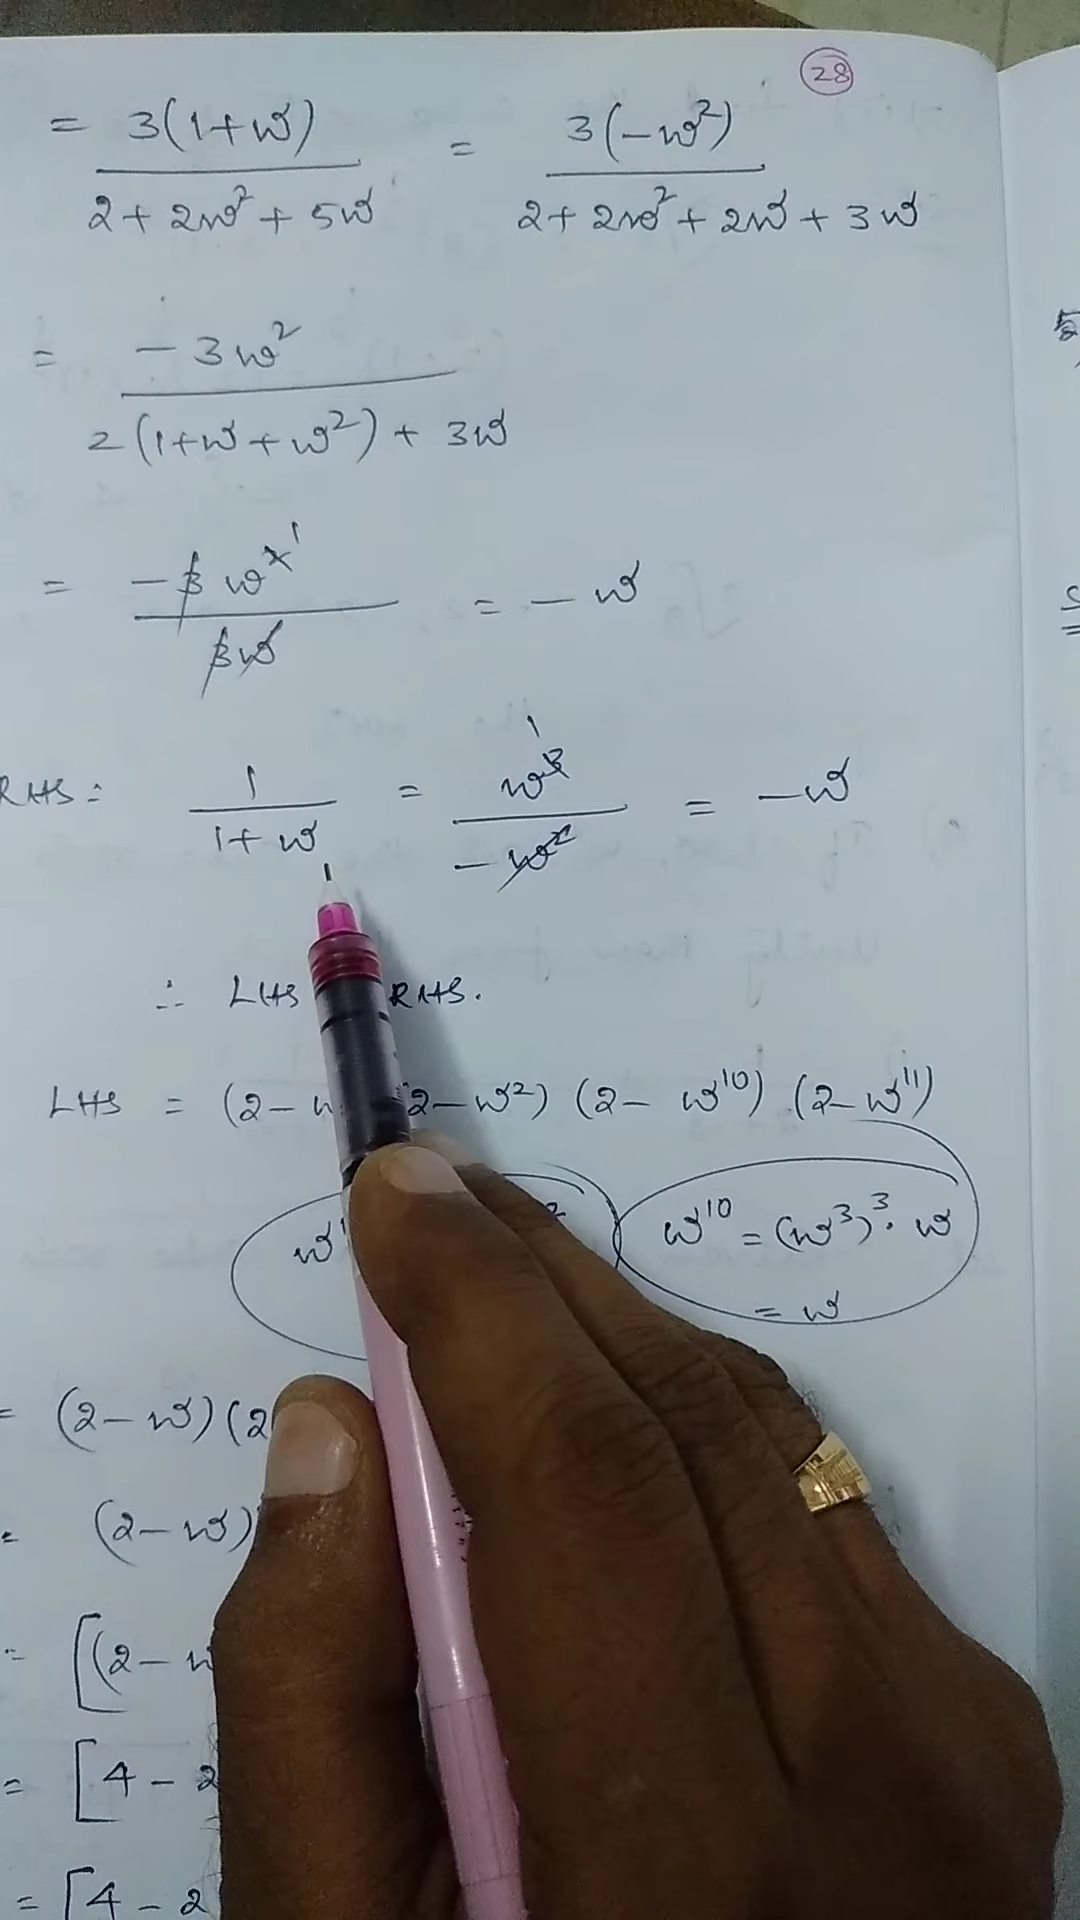 28
= 3(1+ω) / 2+2ω²+5ω = 3(-ω²) / 2+2ω²+2ω+3ω
= -3ω² / 2(1+ω+ω²)+3ω
= -3ω² 1 / 3ω = -ω
RHS: 1 / 1+ω = ω³ 1 / -ω² = -ω
∴ LHS RHS.
LHS = (2- 2-ω²) (2-ω¹⁰) (2-ω¹¹)
ω ω¹⁰ = (ω³)³·ω
= ω
= (2-ω)(2
= (2-ω)
= [(2-
= [4-2
= [4-2